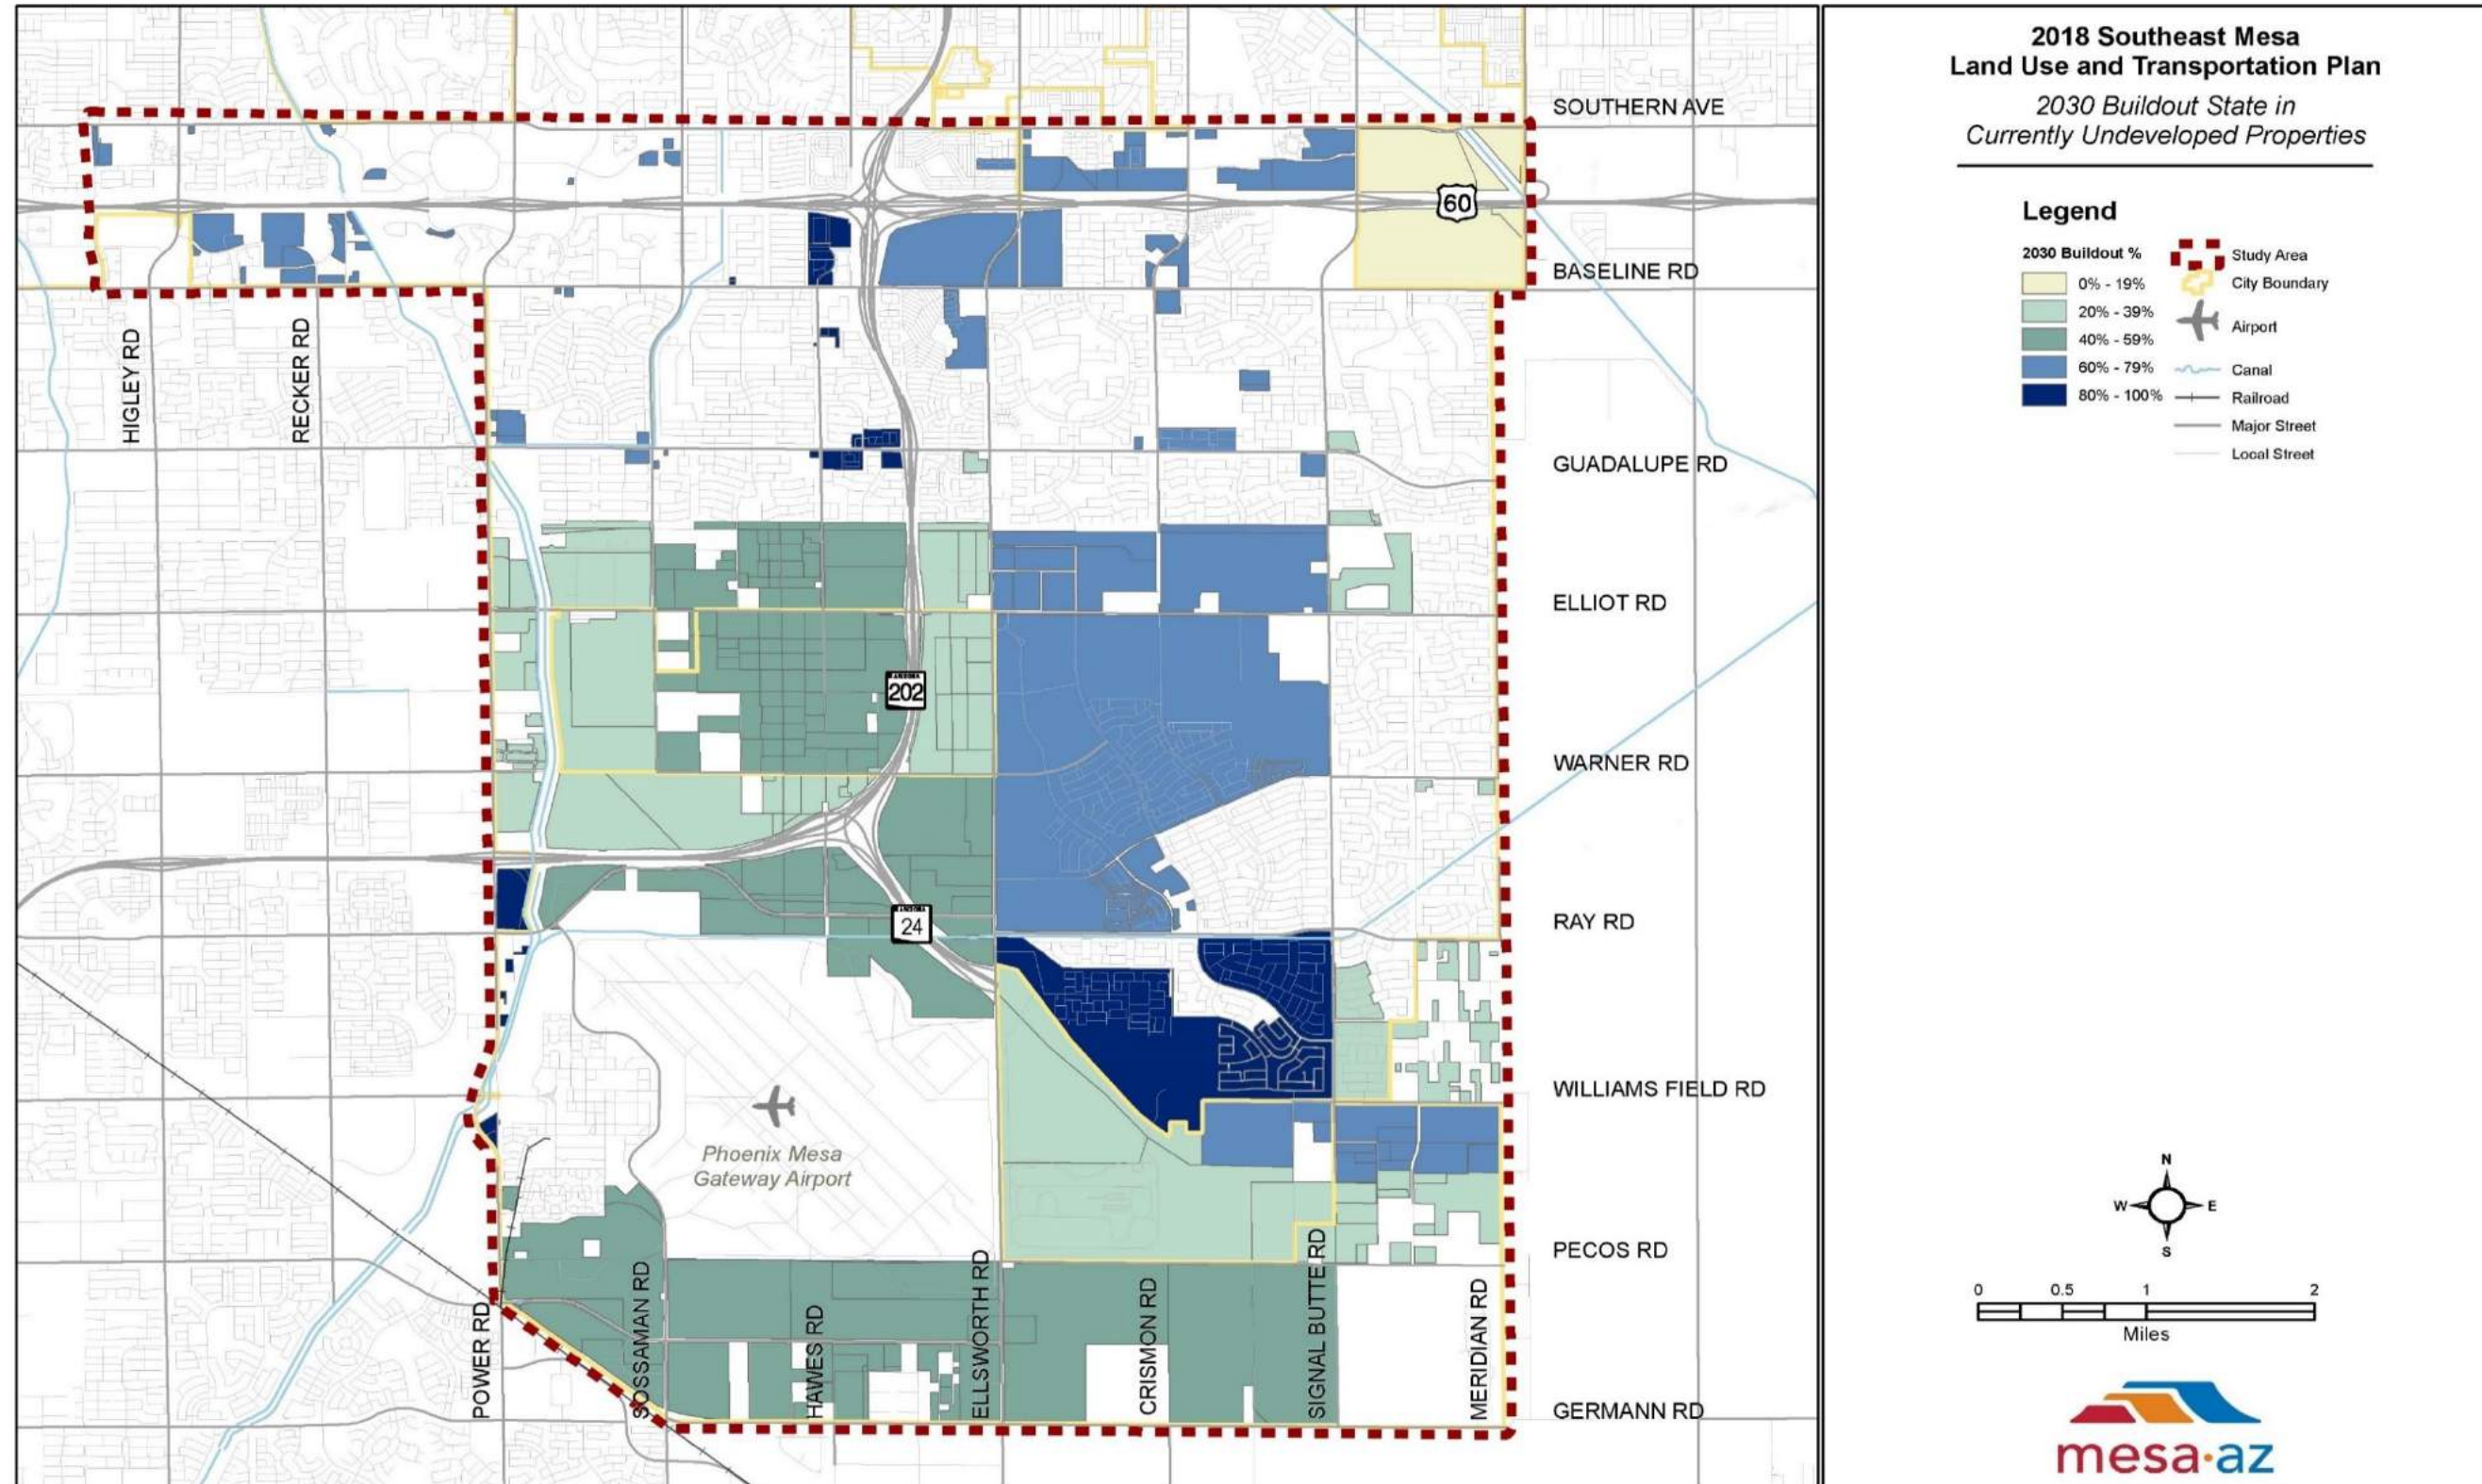 2018 Southeast Mesa
Land Use and Transportation Plan
2030 Buildout State in
Currently Undeveloped Properties
Legend
2030 Buildout %
0% - 19%
20% - 39%
40% - 59%
60% - 79%
80% - 100%
Study Area
City Boundary
Airport
Canal
Railroad
Major Street
Local Street
SOUTHERN AVE
60
BASELINE RD
HIGLEY RD
RECKER RD
GUADALUPE RD
ELLIOT RD
ARIZONA
202
WARNER RD
RAY RD
ARIZONA
24
WILLIAMS FIELD RD
Phoenix Mesa
Gateway Airport
PECOS RD
POWER RD
SOSSAMAN RD
HAWES RD
ELLSWORTH RD
CRISMON RD
SIGNAL BUTTE RD
MERIDIAN RD
GERMANN RD
N
W E
S
0 0.5 1 2
Miles
mesa·az